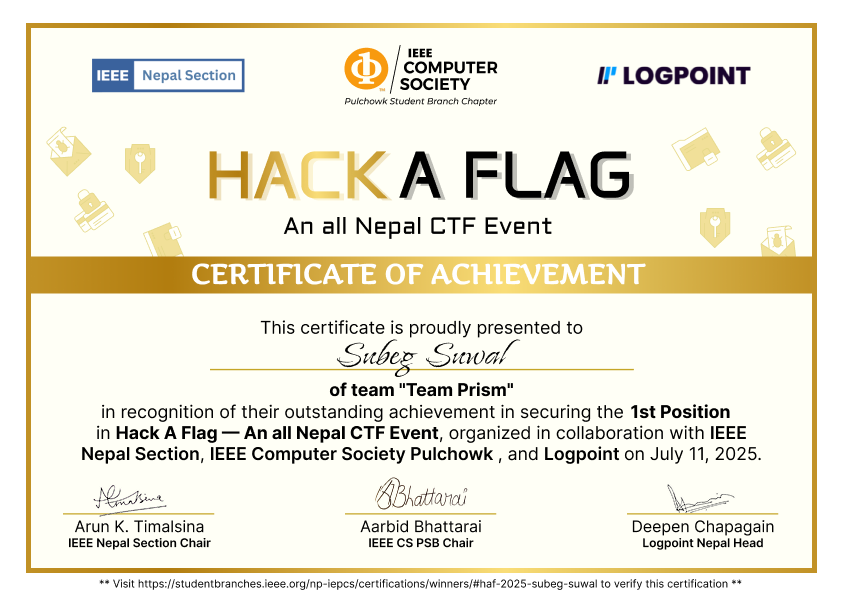 IEEE Nepal Section
IEEE
COMPUTER
SOCIETY
TM
Pulchowk Student Branch Chapter
LOGPOINT
HACK A FLAG
An all Nepal CTF Event
CERTIFICATE OF ACHIEVEMENT
This certificate is proudly presented to
Subeg Suwal
of team "Team Prism"
in recognition of their outstanding achievement in securing the 1st Position
in Hack A Flag — An all Nepal CTF Event, organized in collaboration with IEEE
Nepal Section, IEEE Computer Society Pulchowk , and Logpoint on July 11, 2025.
ABhattarai
Arun K. Timalsina
IEEE Nepal Section Chair
Aarbid Bhattarai
IEEE CS PSB Chair
Deepen Chapagain
Logpoint Nepal Head
** Visit https://studentbranches.ieee.org/np-iepcs/certifications/winners/#haf-2025-subeg-suwal to verify this certification **